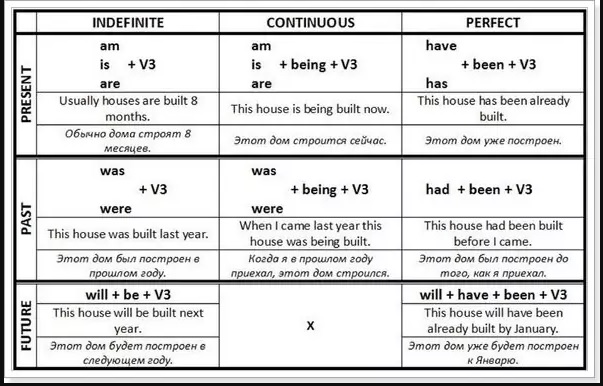 INDEFINITE
CONTINUOUS
PERFECT
PRESENT
am
is + V3
are
am
is + being + V3
are
have
+ been + V3
has
Usually houses are built 8
months.
This house is being built now.
This house has been already
built.
Обычно дома строят 8
месяцев.
Этот дом строится сейчас.
Этот дом уже построен.
PAST
was
+ V3
were
was
+ being + V3
were
had + been + V3
This house was built last year.
When I came last year this
house was being built.
This house had been built
before I came.
Этот дом был построен в
прошлом году.
Когда я в прошлом году
приехал, этот дом строился.
Этот дом был построен до
того, как я приехал.
FUTURE
will + be + V3
X
will + have + been + V3
This house will be built next
year.
This house will have been
already built by January.
Этот дом будет построен в
следующем году.
Этот дом уже будет построен
к Январю.